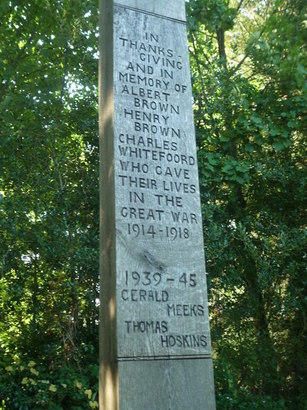 IN
THANKS-
GIVING
AND IN
MEMORY OF
ALBERT
BROWN
HENRY
BROWN
CHARLES
WHITEFOORD
WHO GAVE
THEIR LIVES
IN THE
GREAT WAR
1914-1918
1939-45
GERALD
MEEKS
THOMAS
HOSKINS